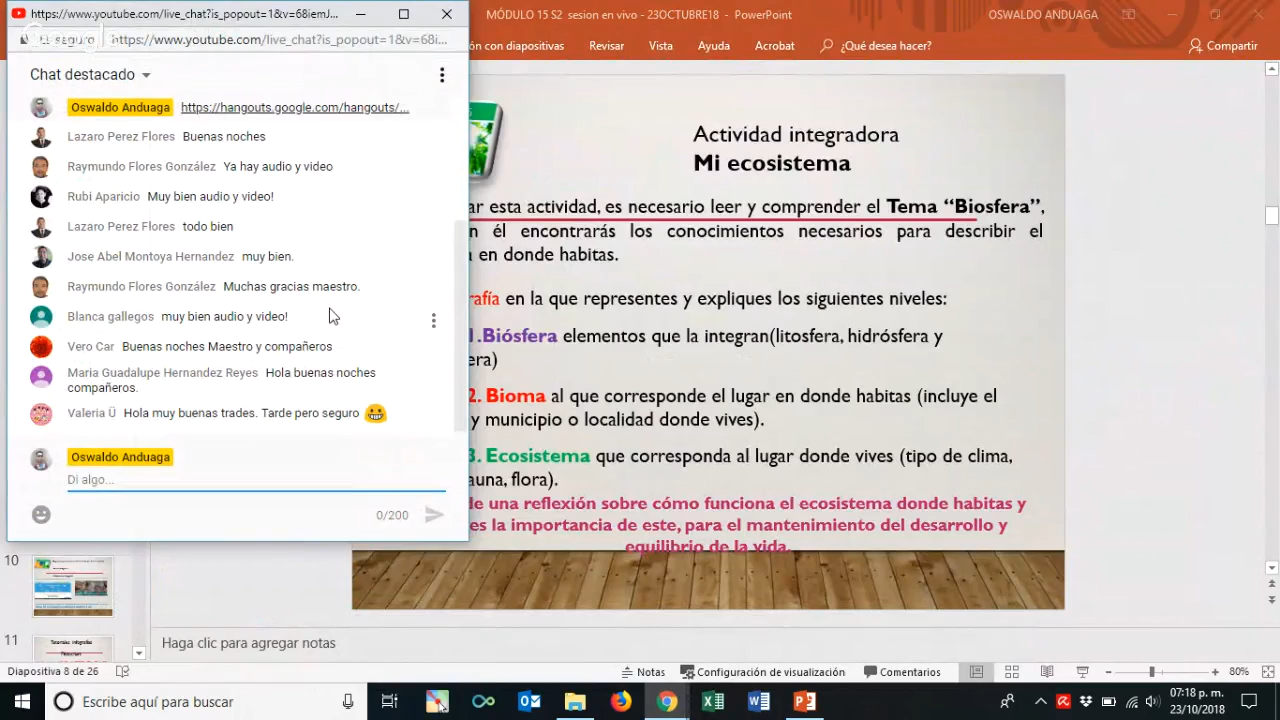 https://www.youtube.com/live_chat?is_popout=1&v=68iemJ...
MÓDULO 15 S2 sesion en vivo - 23OCTUBRE18 - PowerPoint
OSWALDO ANDUAGA
https://www.youtube.com/live_chat?is_popout=1&v=68i...
ión con diapositivas
Revisar
Vista
Ayuda
Acrobat
¿Qué desea hacer?
Compartir
Chat destacado
Oswaldo Anduaga https://hangouts.google.com/hangouts/...
Lazaro Perez Flores Buenas noches
Raymundo Flores González Ya hay audio y video
Rubi Aparicio Muy bien audio y video!
Lazaro Perez Flores todo bien
Jose Abel Montoya Hernandez muy bien.
Raymundo Flores González Muchas gracias maestro.
Blanca gallegos muy bien audio y video!
Vero Car Buenas noches Maestro y compañeros
Maria Guadalupe Hernandez Reyes Hola buenas noches
compañeros.
Valeria Ü Hola muy buenas trades. Tarde pero seguro
Oswaldo Anduaga
Di algo...
0/200
Actividad integradora
Mi ecosistema
ar esta actividad, es necesario leer y comprender el Tema “Biosfera”,
n él encontrarás los conocimientos necesarios para describir el
a en donde habitas.
rafía en la que representes y expliques los siguientes niveles:
1.Biósfera elementos que la integran(litosfera, hidrósfera y
era)
2. Bioma al que corresponde el lugar en donde habitas (incluye el
y municipio o localidad donde vives).
3. Ecosistema que corresponda al lugar donde vives (tipo de clima,
auna, flora).
de una reflexión sobre cómo funciona el ecosistema donde habitas y
es la importancia de este, para el mantenimiento del desarrollo y
equilibrio de la vida.
10
11
Haga clic para agregar notas
Diapositiva 8 de 26
Notas
Configuración de visualización
Comentarios
80%
Escribe aquí para buscar
07:18 p. m.
23/10/2018